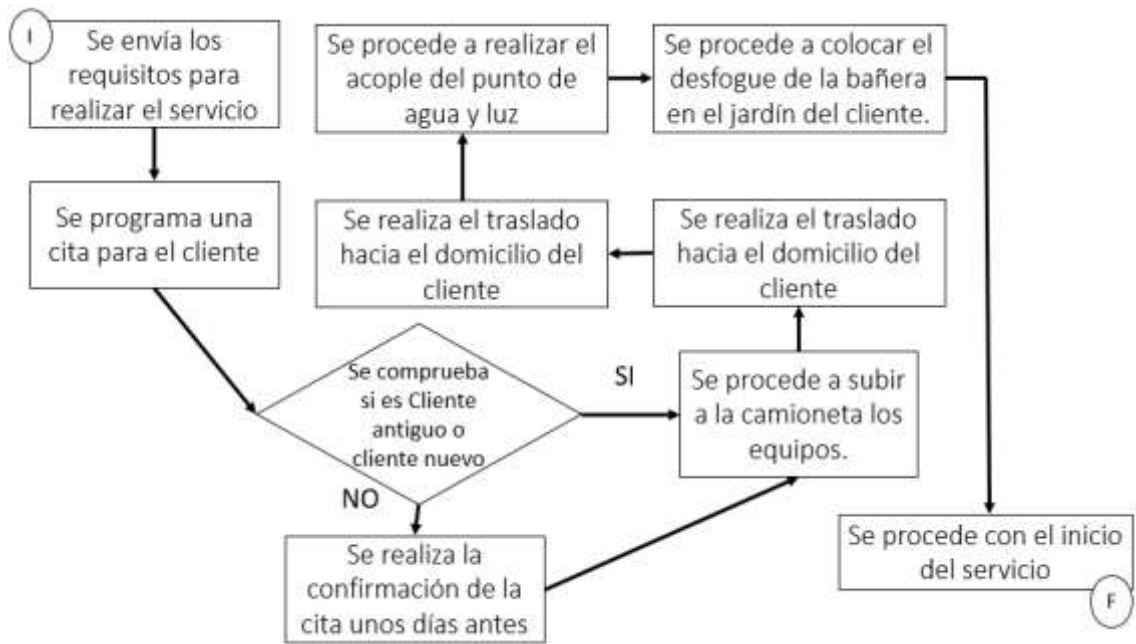 I
Se envía los
requisitos para
realizar el servicio
Se programa una
cita para el cliente
Se comprueba
si es Cliente
antiguo o
cliente nuevo
SI
NO
Se realiza la
confirmación de la
cita unos días antes
Se procede a subir
a la camioneta los
equipos.
Se realiza el traslado
hacia el domicilio del
cliente
Se realiza el traslado
hacia el domicilio del
cliente
Se procede a realizar el
acople del punto de
agua y luz
Se procede a colocar el
desfogue de la bañera
en el jardín del cliente.
Se procede con el inicio
del servicio
F